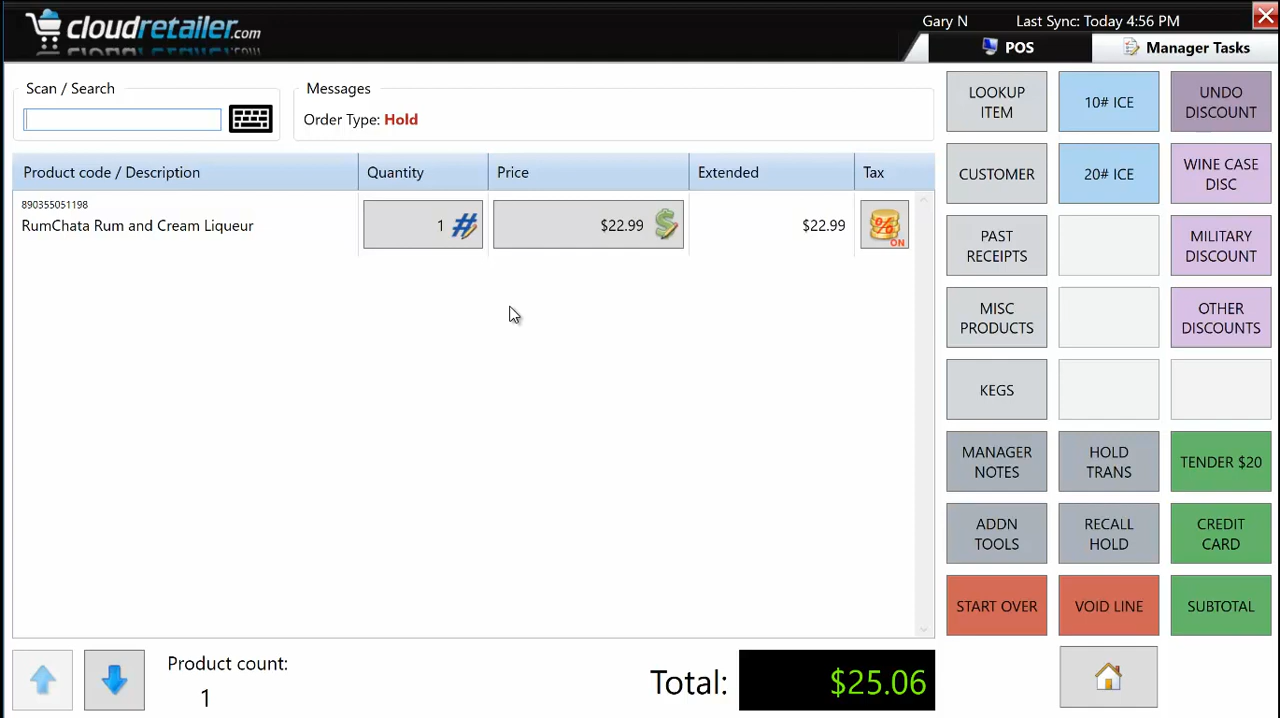 cloudretailer.com
Gary N
Last Sync: Today 4:56 PM
POS
Manager Tasks
Scan / Search
Messages
Order Type: Hold
Product code / Description
Quantity
Price
Extended
Tax
890355051198
RumChata Rum and Cream Liqueur
1
$22.99
$22.99
ON
LOOKUP
ITEM
10# ICE
UNDO
DISCOUNT
CUSTOMER
20# ICE
WINE CASE
DISC
PAST
RECEIPTS
MILITARY
DISCOUNT
MISC
PRODUCTS
OTHER
DISCOUNTS
KEGS
MANAGER
NOTES
HOLD
TRANS
TENDER $20
ADDN
TOOLS
RECALL
HOLD
CREDIT
CARD
START OVER
VOID LINE
SUBTOTAL
Product count:
1
Total:
$25.06